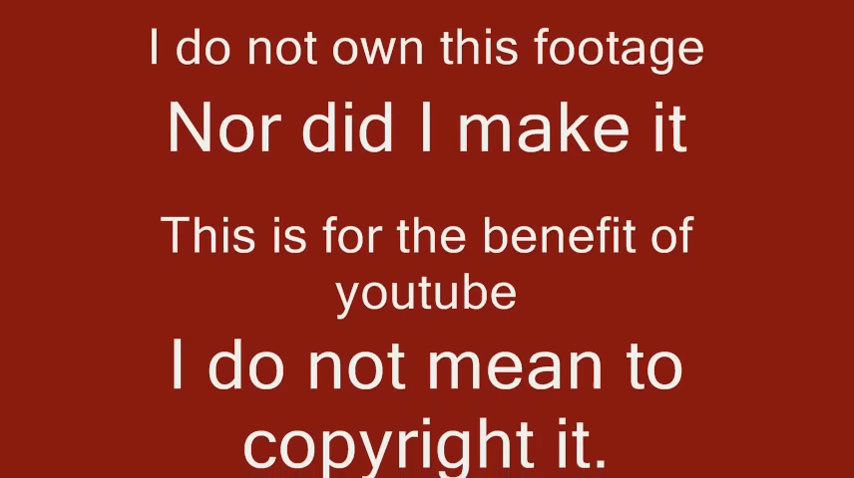 I do not own this footage
Nor did I make it
This is for the benefit of
youtube
I do not mean to
copyright it.